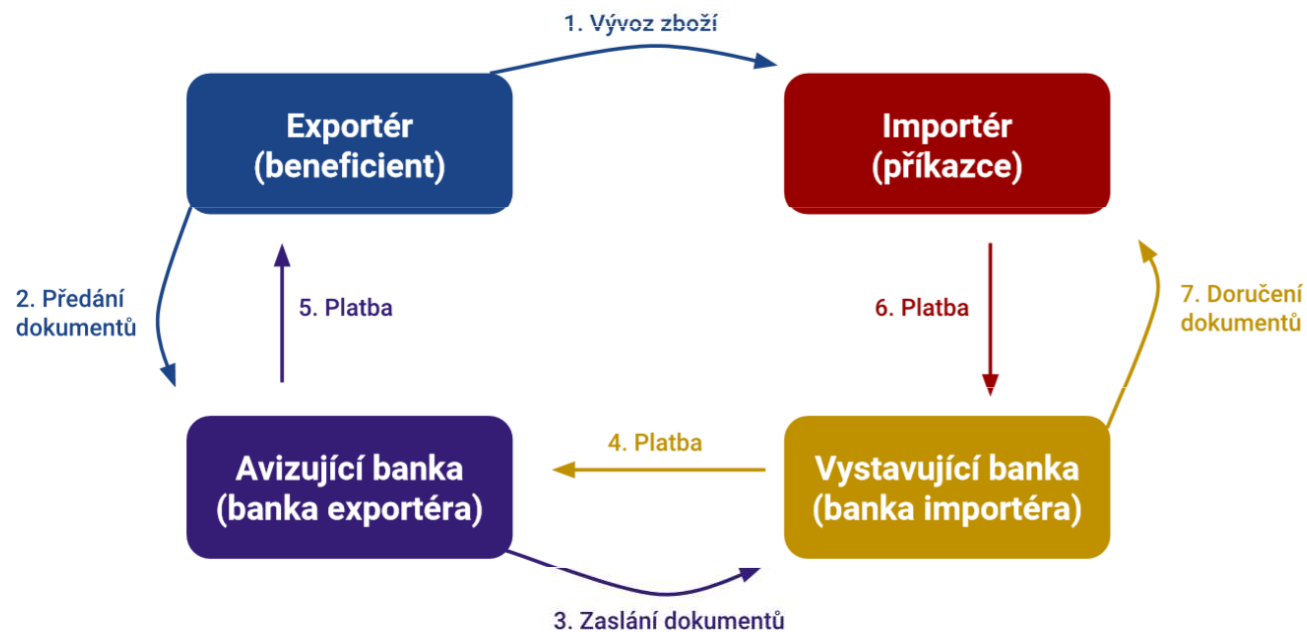 1. Vývoz zboží
Exportér
(beneficient)
Importér
(příkazce)
2. Předání
dokumentů
5. Platba
6. Platba
7. Doručení
dokumentů
4. Platba
Avizující banka
(banka exportéra)
Vystavující banka
(banka importéra)
3. Zaslání dokumentů